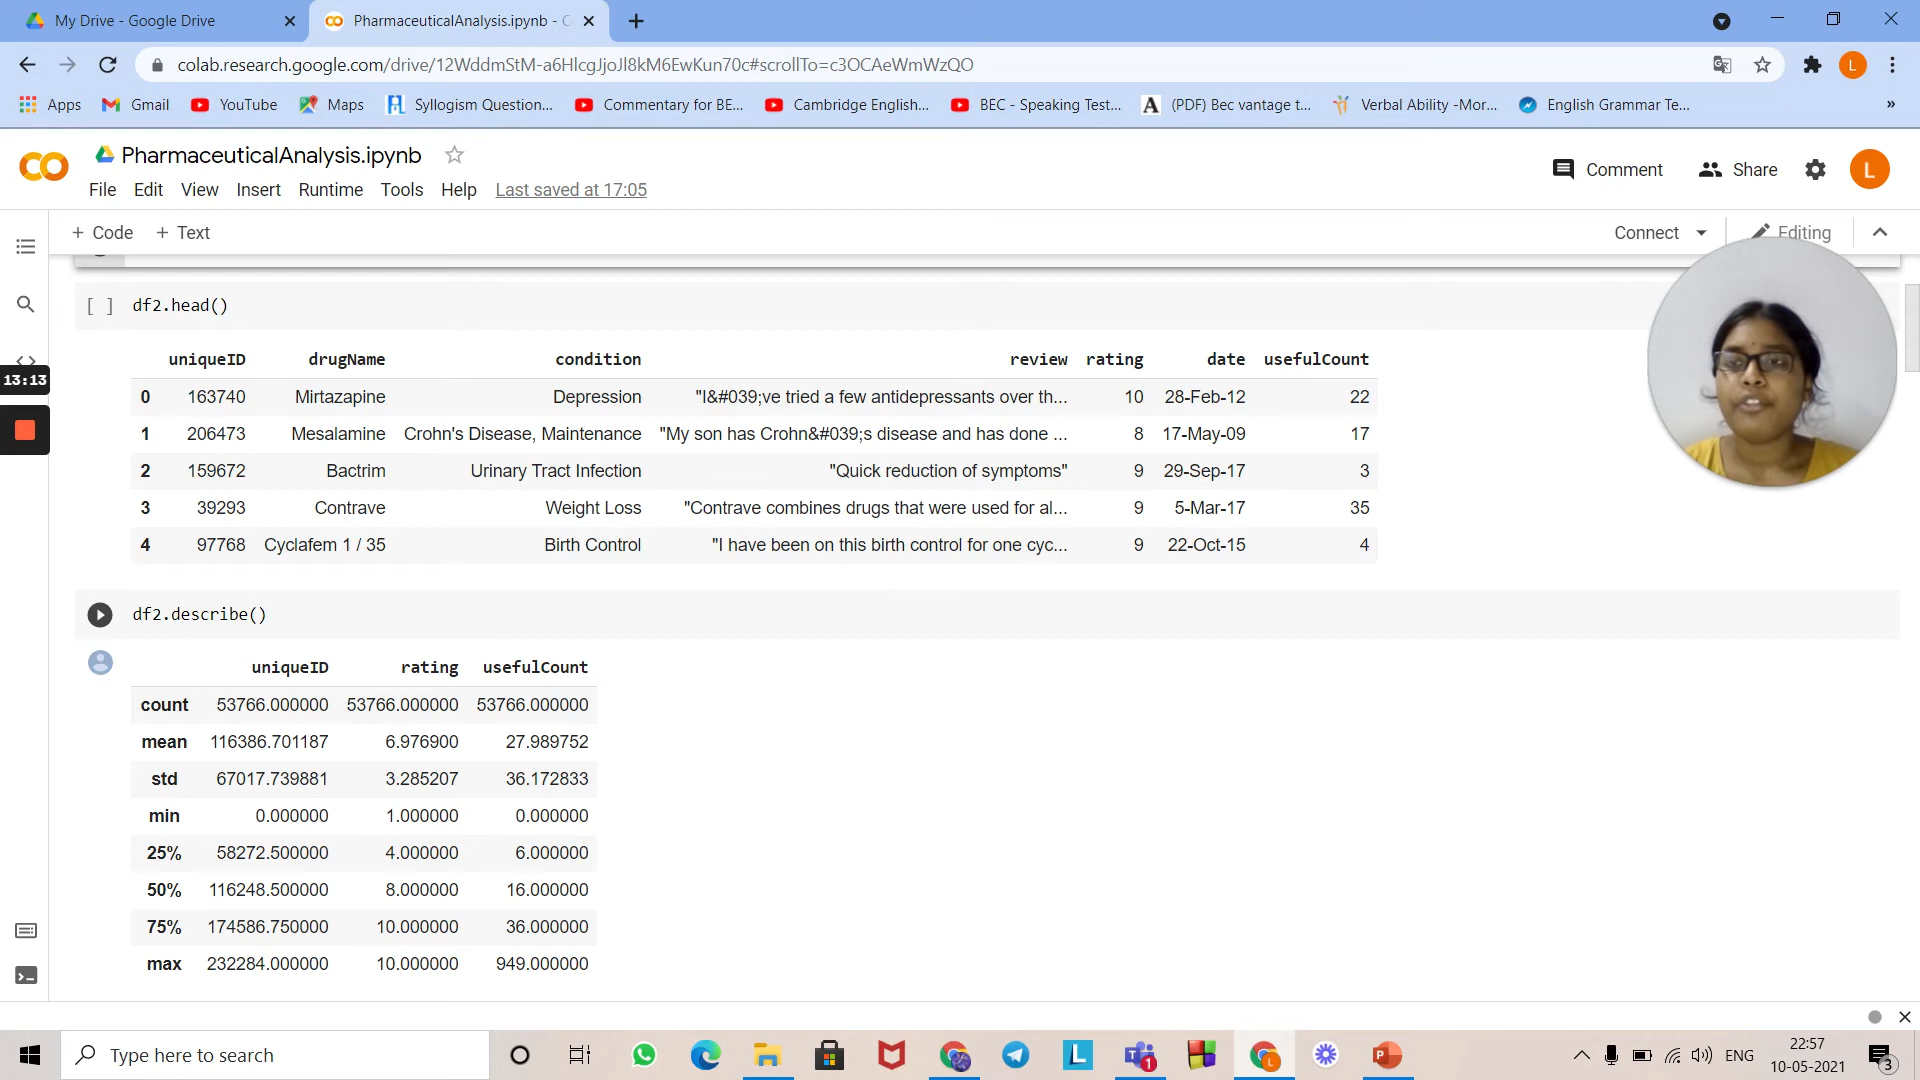 My Drive - Google Drive
PharmaceuticalAnalysis.ipynb - C
colab.research.google.com/drive/12WddmStM-a6HlcgJjoJl8kM6EwKun70c#scrollTo=c3OCAeWmWzQO
L
Apps Gmail YouTube Maps Syllogism Question... Commentary for BE... Cambridge English... BEC - Speaking Test... (PDF) Bec vantage t... Verbal Ability -Mor... English Grammar Te... »
PharmaceuticalAnalysis.ipynb
Comment Share L
File Edit View Insert Runtime Tools Help Last saved at 17:05
+ Code + Text Connect Editing
[ ] df2.head()
uniqueID drugName condition review rating date usefulCount
0 163740 Mirtazapine Depression "I&#039;ve tried a few antidepressants over th... 10 28-Feb-12 22
1 206473 Mesalamine Crohn's Disease, Maintenance "My son has Crohn&#039;s disease and has done ... 8 17-May-09 17
2 159672 Bactrim Urinary Tract Infection "Quick reduction of symptoms" 9 29-Sep-17 3
3 39293 Contrave Weight Loss "Contrave combines drugs that were used for al... 9 5-Mar-17 35
4 97768 Cyclafem 1 / 35 Birth Control "I have been on this birth control for one cyc... 9 22-Oct-15 4
13:13
df2.describe()
uniqueID rating usefulCount
count 53766.000000 53766.000000 53766.000000
mean 116386.701187 6.976900 27.989752
std 67017.739881 3.285207 36.172833
min 0.000000 1.000000 0.000000
25% 58272.500000 4.000000 6.000000
50% 116248.500000 8.000000 16.000000
75% 174586.750000 10.000000 36.000000
max 232284.000000 10.000000 949.000000
Type here to search
ENG
22:57
10-05-2021
3